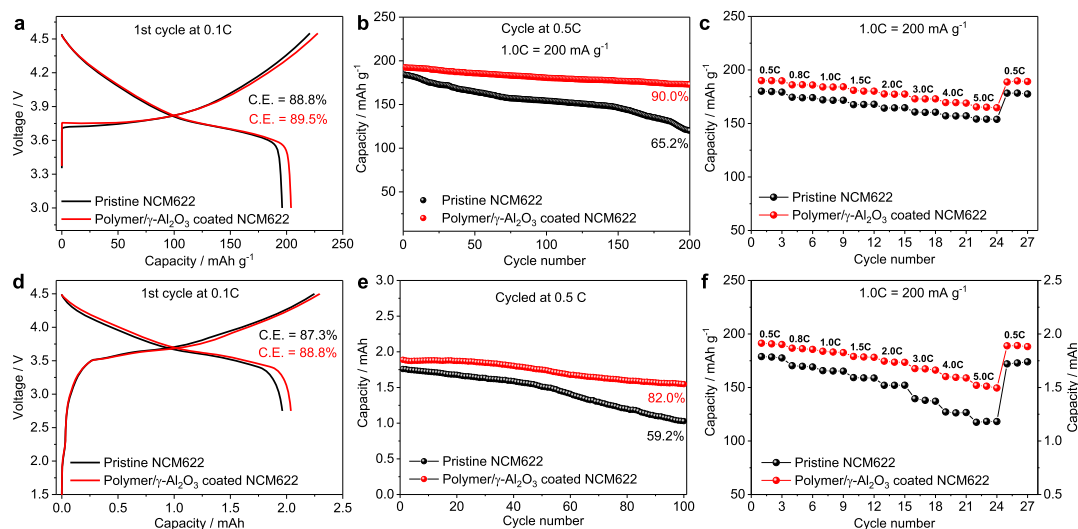 a
1st cycle at 0.1C
4.5
4.2
3.9
3.6
3.3
3.0
Voltage / V
C.E. = 88.8%
C.E. = 89.5%
Pristine NCM622
Polymer/γ-Al₂O₃ coated NCM622
0
50
100
150
200
250
Capacity / mAh g⁻¹
b
Cycle at 0.5C
1.0C = 200 mA g⁻¹
250
200
150
100
50
0
Capacity / mAh g⁻¹
90.0%
65.2%
Pristine NCM622
Polymer/γ-Al₂O₃ coated NCM622
0
50
100
150
200
Cycle number
c
1.0C = 200 mA g⁻¹
250
200
150
100
50
Capacity / mAh g⁻¹
0.5C
0.8C
1.0C
1.5C
2.0C
3.0C
4.0C
5.0C
0.5C
Pristine NCM622
Polymer/γ-Al₂O₃ coated NCM622
0
3
6
9
12
15
18
21
24
27
Cycle number
d
1st cycle at 0.1C
4.5
4.0
3.5
3.0
2.5
2.0
1.5
Voltage / V
C.E. = 87.3%
C.E. = 88.8%
Pristine NCM622
Polymer/γ-Al₂O₃ coated NCM622
0.0
0.5
1.0
1.5
2.0
2.5
Capacity / mAh
e
Cycled at 0.5 C
3.0
2.5
2.0
1.5
1.0
0.5
0.0
Capacity / mAh
82.0%
59.2%
Pristine NCM622
Polymer/γ-Al₂O₃ coated NCM622
0
20
40
60
80
100
Cycle number
f
1.0C = 200 mA g⁻¹
250
200
150
100
50
Capacity / mAh g⁻¹
0.5C
0.8C
1.0C
1.5C
2.0C
3.0C
4.0C
5.0C
0.5C
Pristine NCM622
Polymer/γ-Al₂O₃ coated NCM622
0
3
6
9
12
15
18
21
24
27
Cycle number
2.5
2.0
1.5
1.0
0.5
Capacity / mAh